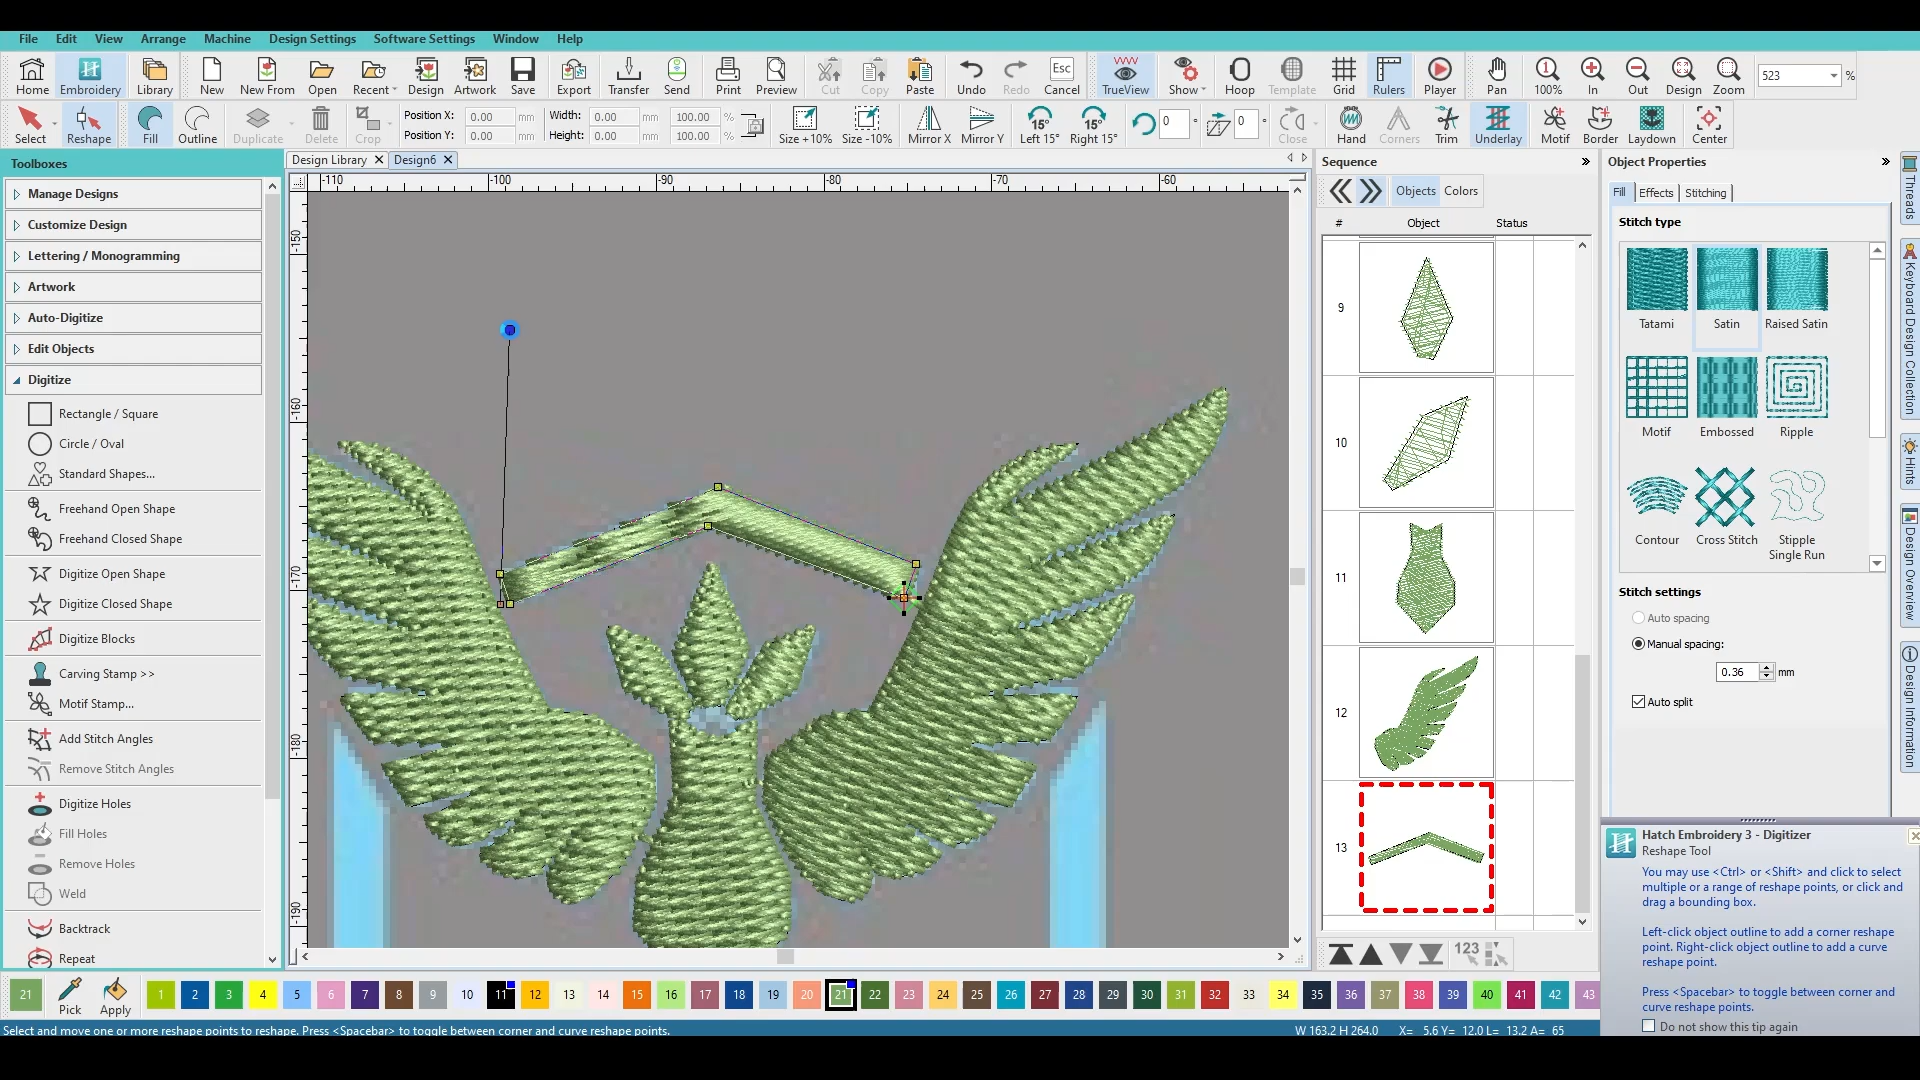 File Edit View Arrange Machine Design Settings Software Settings Window Help
Home Embroidery Library New New From Open Recent Design Artwork Save Export Transfer Send Print Preview Cut Copy Paste Undo Redo Esc Cancel TrueView Show Hoop Template Grid Rulers Player Pan 1 100% In Out Design Zoom 523 %
Select Reshape Fill Outline Duplicate Delete Crop Position X: 0.00 mm Width: 0.00 mm 100.00 % Size +10% Size -10% Mirror X Mirror Y 15° Left 15° 15° Right 15° 0 ° 0 ° Close Hand Corners Trim Underlay Motif Border Laydown Center
Position Y: 0.00 mm Height: 0.00 mm 100.00 %
Toolboxes
Manage Designs
Customize Design
Lettering / Monogramming
Artwork
Auto-Digitize
Edit Objects
Digitize
Rectangle / Square
Circle / Oval
Standard Shapes...
Freehand Open Shape
Freehand Closed Shape
Digitize Open Shape
Digitize Closed Shape
Digitize Blocks
Carving Stamp >>
Motif Stamp...
Add Stitch Angles
Remove Stitch Angles
Digitize Holes
Fill Holes
Remove Holes
Weld
Backtrack
Repeat
Design Library Design6
-110 -100 -90 -80 -70 -60
-150
-160
-170
-180
-190
Sequence
Objects Colors
# Object Status
9
10
11
12
13
123
Object Properties
Fill Effects Stitching
Stitch type
Tatami Satin Raised Satin
Motif Embossed Ripple
Contour Cross Stitch Stipple Single Run
Stitch settings
Auto spacing
Manual spacing:
0.36 mm
Auto split
Threads
Keyboard Design Collection
Hints
Design Overview
Design Information
Hatch Embroidery 3 - Digitizer
Reshape Tool
You may use <Ctrl> or <Shift> and click to select
multiple or a range of reshape points, or click and
drag a bounding box.
Left-click object outline to add a corner reshape
point. Right-click object outline to add a curve
reshape point.
Press <Spacebar> to toggle between corner and
curve reshape points.
Do not show this tip again
21 Pick Apply 1 2 3 4 5 6 7 8 9 10 11 12 13 14 15 16 17 18 19 20 21 22 23 24 25 26 27 28 29 30 31 32 33 34 35 36 37 38 39 40 41 42 43
Select and move one or more reshape points to reshape. Press <Spacebar> to toggle between corner and curve reshape points.
W 163.2 H 264.0 X= 5.6 Y= 12.0 L= 13.2 A= 65